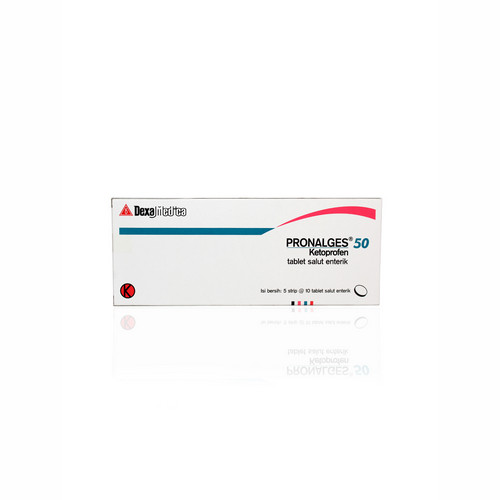 Dexa Medica
PRONALGES® 50
Ketoprofen
tablet salut enterik
Isi bersih: 5 strip @ 10 tablet salut enterik
K